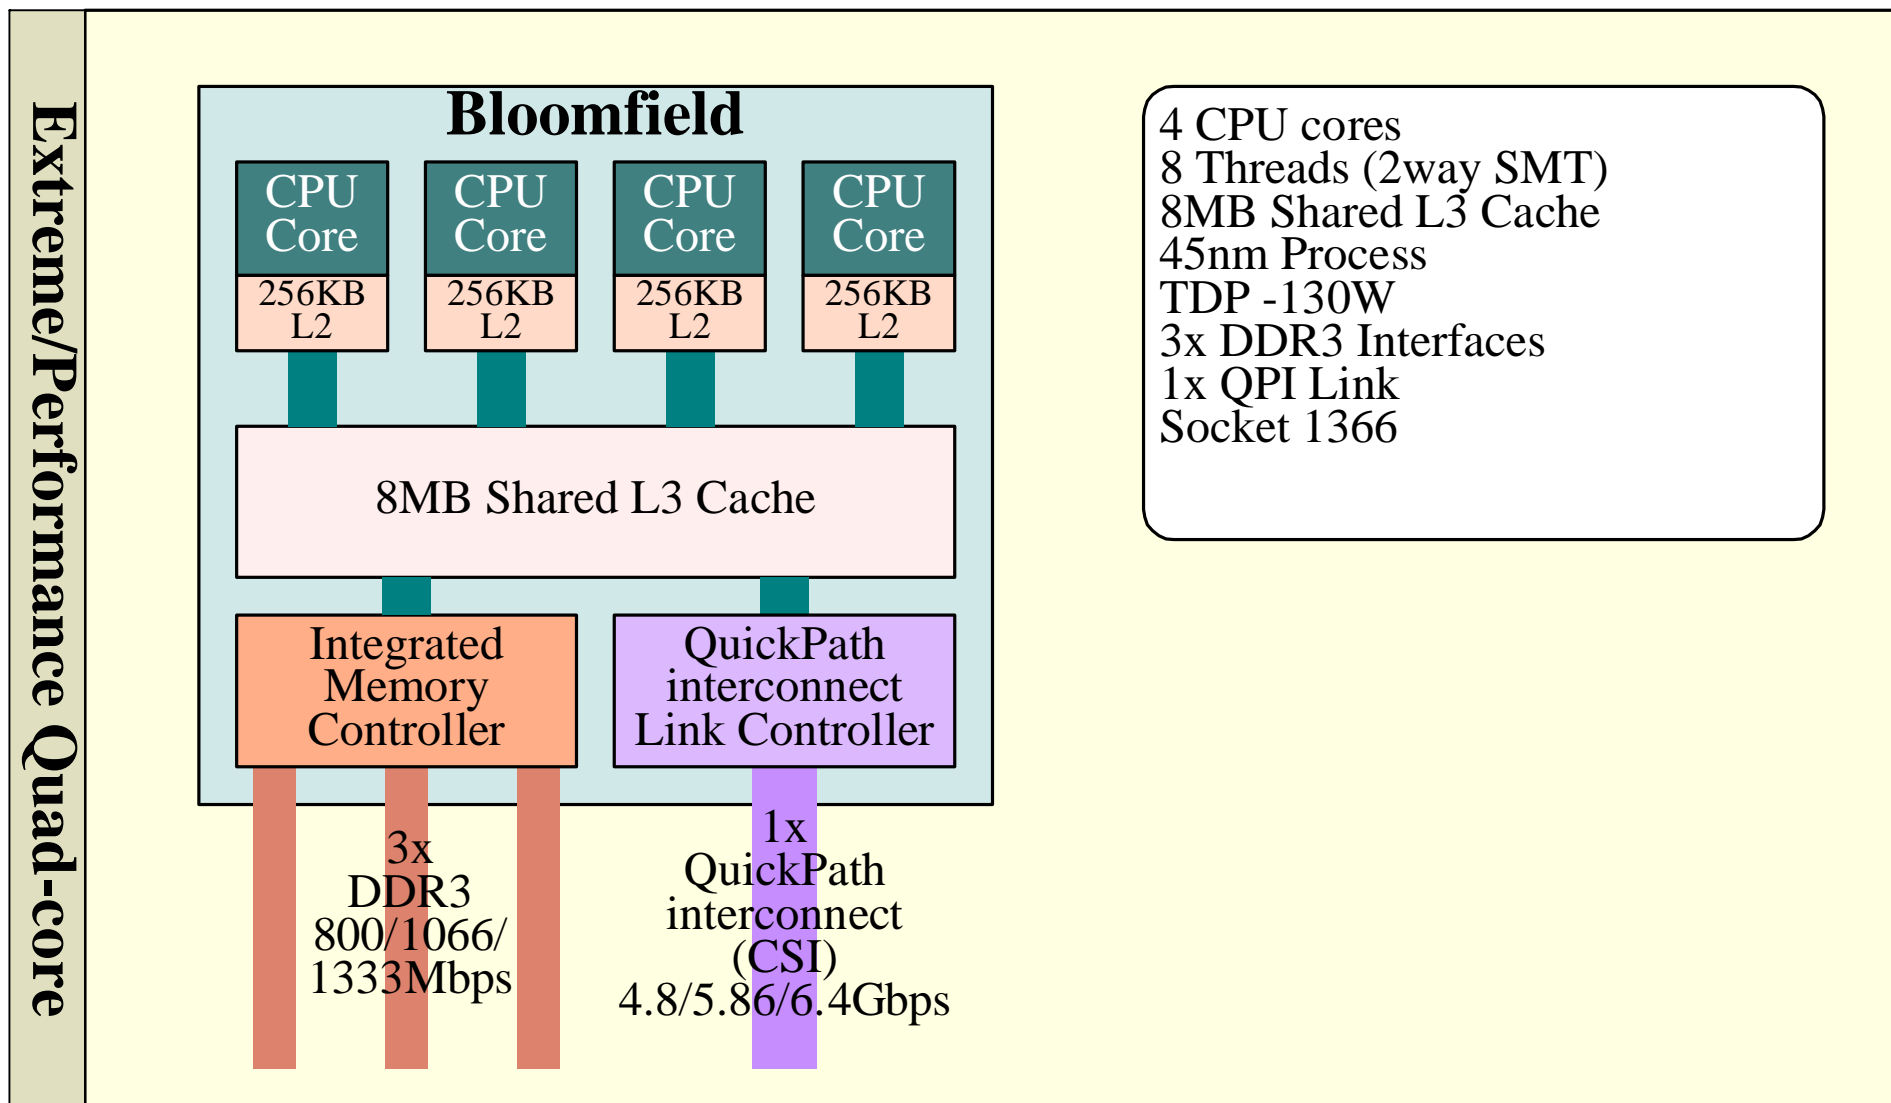 Extreme/Performance Quad-core
Bloomfield
CPU
Core
256KB
L2
CPU
Core
256KB
L2
CPU
Core
256KB
L2
CPU
Core
256KB
L2
8MB Shared L3 Cache
Integrated
Memory
Controller
QuickPath
interconnect
Link Controller
3x
DDR3
800/1066/
1333Mbps
1x
QuickPath
interconnect
(CSI)
4.8/5.86/6.4Gbps
4 CPU cores
8 Threads (2way SMT)
8MB Shared L3 Cache
45nm Process
TDP -130W
3x DDR3 Interfaces
1x QPI Link
Socket 1366